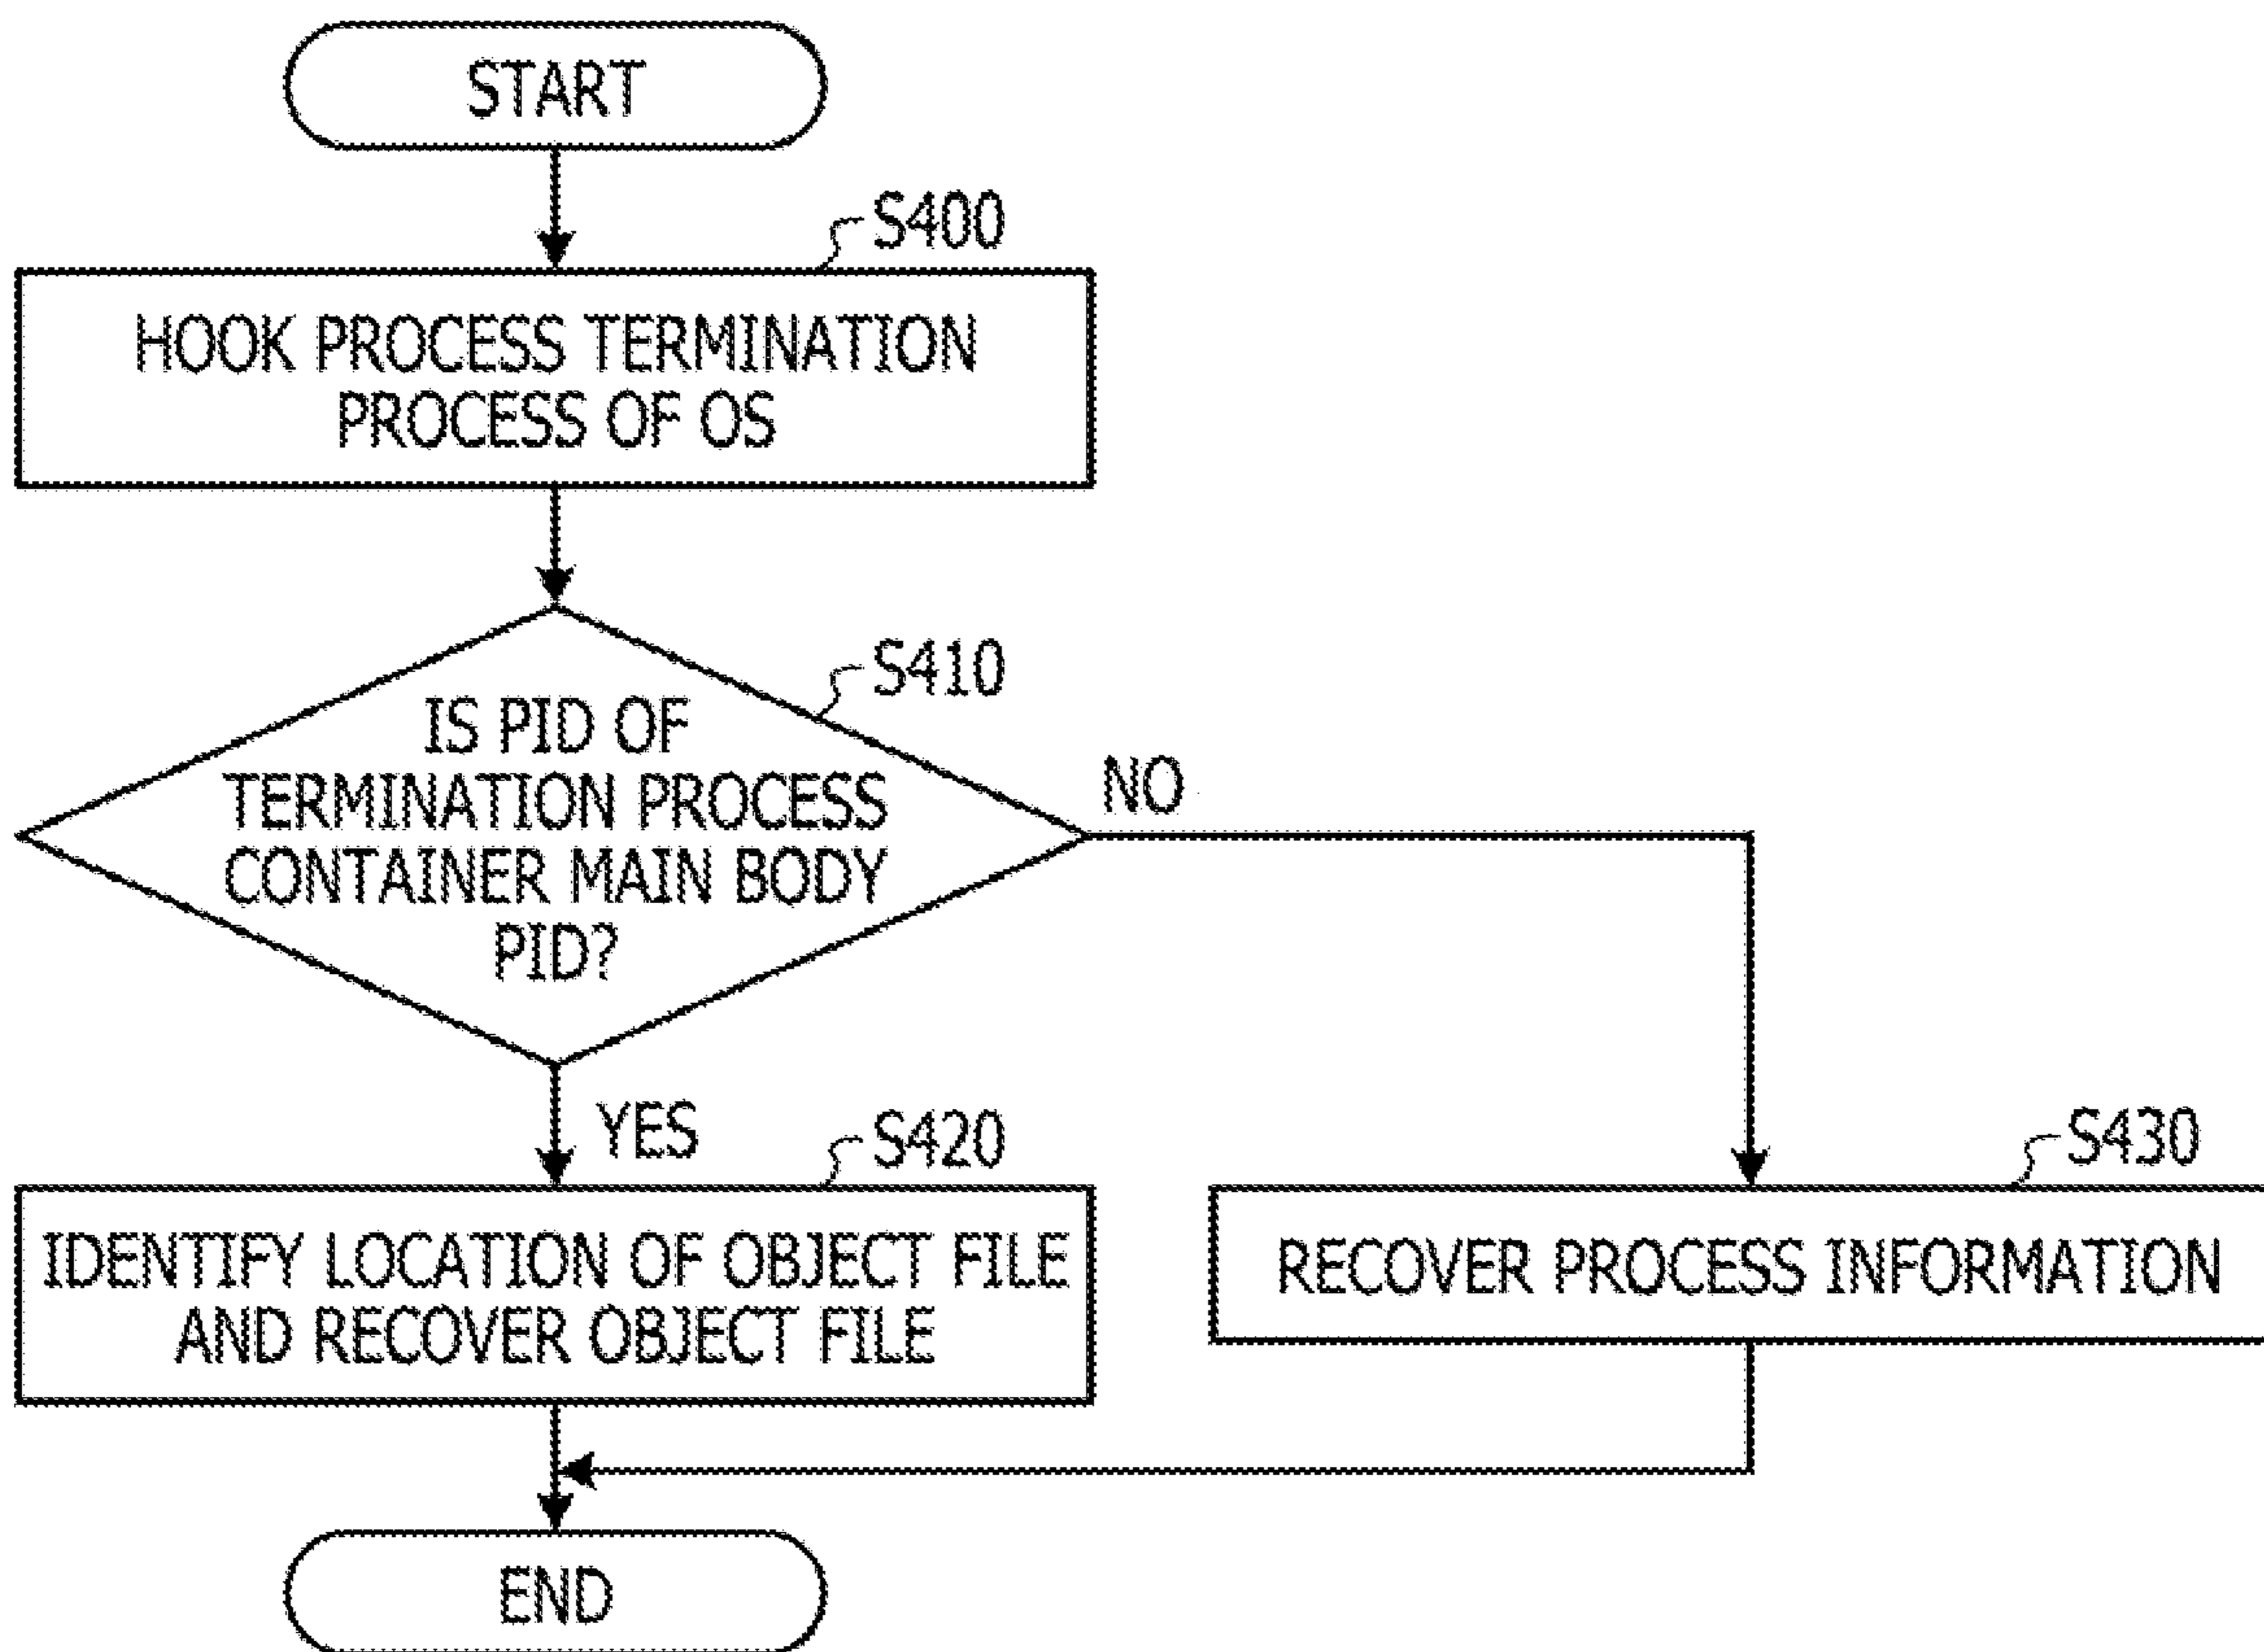 START
S400
HOOK PROCESS TERMINATION
PROCESS OF OS
S410
IS PID OF
TERMINATION PROCESS
CONTAINER MAIN BODY
PID?
NO
YES
S420
IDENTIFY LOCATION OF OBJECT FILE
AND RECOVER OBJECT FILE
S430
RECOVER PROCESS INFORMATION
END